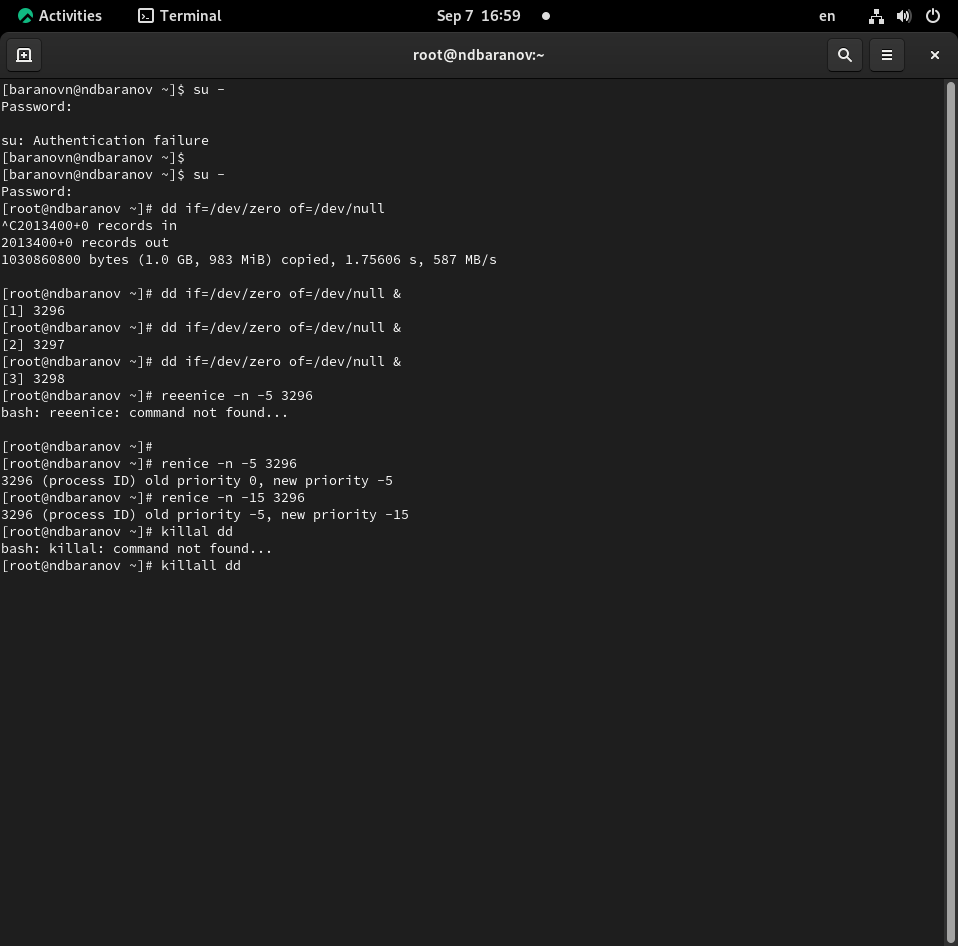 Activities Terminal Sep 7 16:59 en
root@ndbaranov:~
[baranovn@ndbaranov ~]$ su -
Password:
su: Authentication failure
[baranovn@ndbaranov ~]$
[baranovn@ndbaranov ~]$ su -
Password:
[root@ndbaranov ~]# dd if=/dev/zero of=/dev/null
^C2013400+0 records in
2013400+0 records out
1030860800 bytes (1.0 GB, 983 MiB) copied, 1.75606 s, 587 MB/s
[root@ndbaranov ~]# dd if=/dev/zero of=/dev/null &
[1] 3296
[root@ndbaranov ~]# dd if=/dev/zero of=/dev/null &
[2] 3297
[root@ndbaranov ~]# dd if=/dev/zero of=/dev/null &
[3] 3298
[root@ndbaranov ~]# reeenice -n -5 3296
bash: reeenice: command not found...
[root@ndbaranov ~]#
[root@ndbaranov ~]# renice -n -5 3296
3296 (process ID) old priority 0, new priority -5
[root@ndbaranov ~]# renice -n -15 3296
3296 (process ID) old priority -5, new priority -15
[root@ndbaranov ~]# killal dd
bash: killal: command not found...
[root@ndbaranov ~]# killall dd